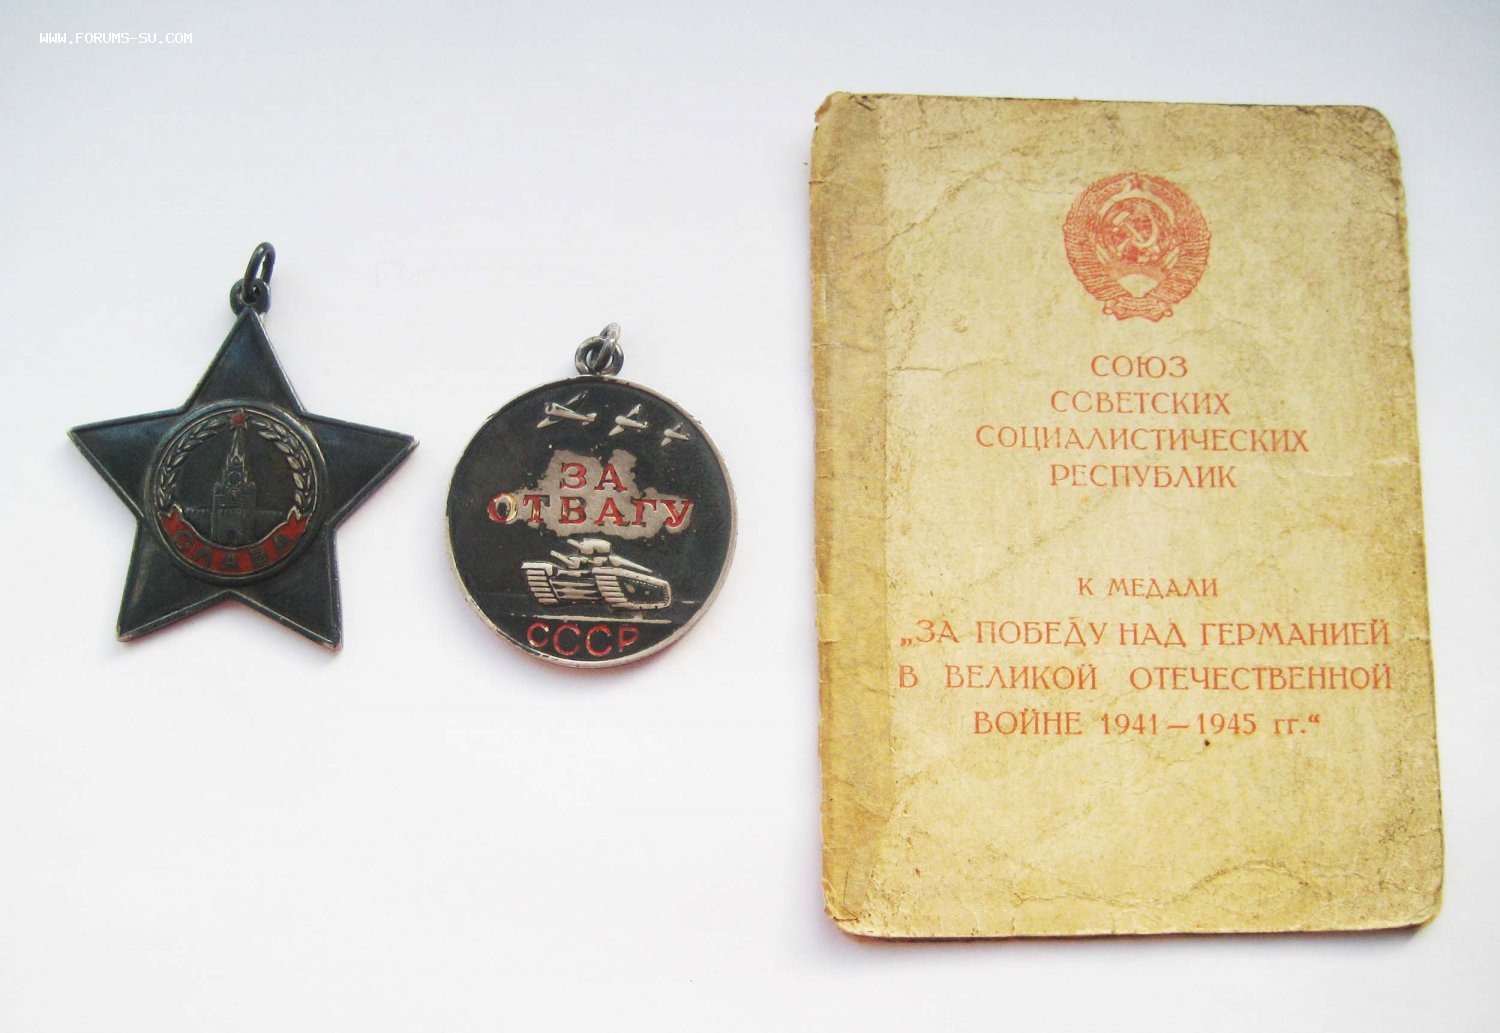 WWW.FORUMS-SU.COM
СЛАВА
ЗА
ОТВАГУ
СССР
СОЮЗ
СОВЕТСКИХ
СОЦИАЛИСТИЧЕСКИХ
РЕСПУБЛИК
К МЕДАЛИ
„ЗА ПОБЕДУ НАД ГЕРМАНИЕЙ
В ВЕЛИКОЙ ОТЕЧЕСТВЕННОЙ
ВОЙНЕ 1941 — 1945 гг.“